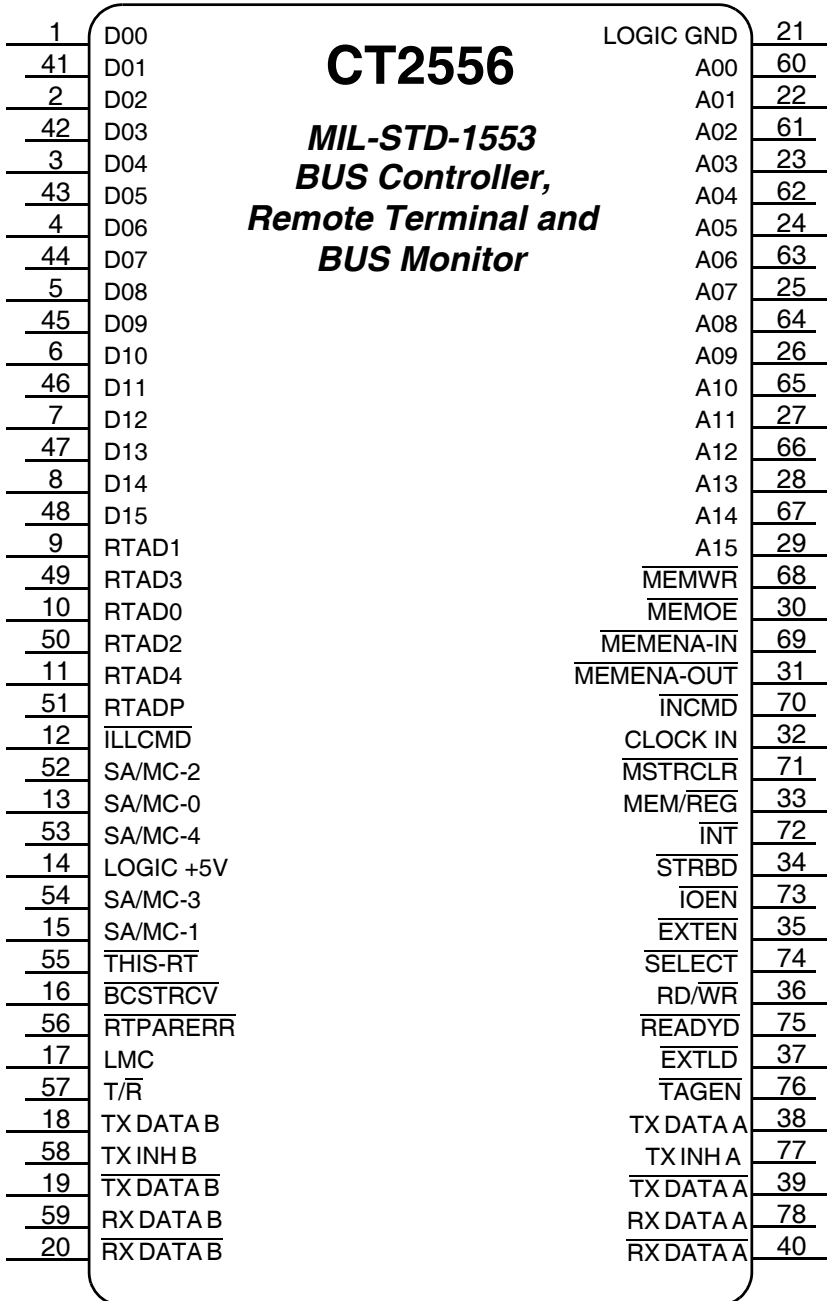 1 D00 LOGIC GND 21
41 D01 CT2556 A00 60
2 D02 A01 22
42 D03 MIL-STD-1553 A02 61
3 D04 BUS Controller, A03 23
43 D05 A04 62
4 D06 Remote Terminal and A05 24
44 D07 BUS Monitor A06 63
5 D08 A07 25
45 D09 A08 64
6 D10 A09 26
46 D11 A10 65
7 D12 A11 27
47 D13 A12 66
8 D14 A13 28
48 D15 A14 67
9 RTAD1 A15 29
49 RTAD3 MEMWR 68
10 RTAD0 MEMOE 30
50 RTAD2 MEMENA-IN 69
11 RTAD4 MEMENA-OUT 31
51 RTADP INCMD 70
12 ILLCMD CLOCK IN 32
52 SA/MC-2 MSTRCLR 71
13 SA/MC-0 MEM/REG 33
53 SA/MC-4 INT 72
14 LOGIC +5V STRBD 34
54 SA/MC-3 IOEN 73
15 SA/MC-1 EXTEN 35
55 THIS-RT SELECT 74
16 BCSTRCV RD/WR 36
56 RTPARERR READYD 75
17 LMC EXTLD 37
57 T/R TAGEN 76
18 TX DATA B TX DATA A 38
58 TX INH B TX INH A 77
19 TX DATA B TX DATA A 39
59 RX DATA B RX DATA A 78
20 RX DATA B RX DATA A 40